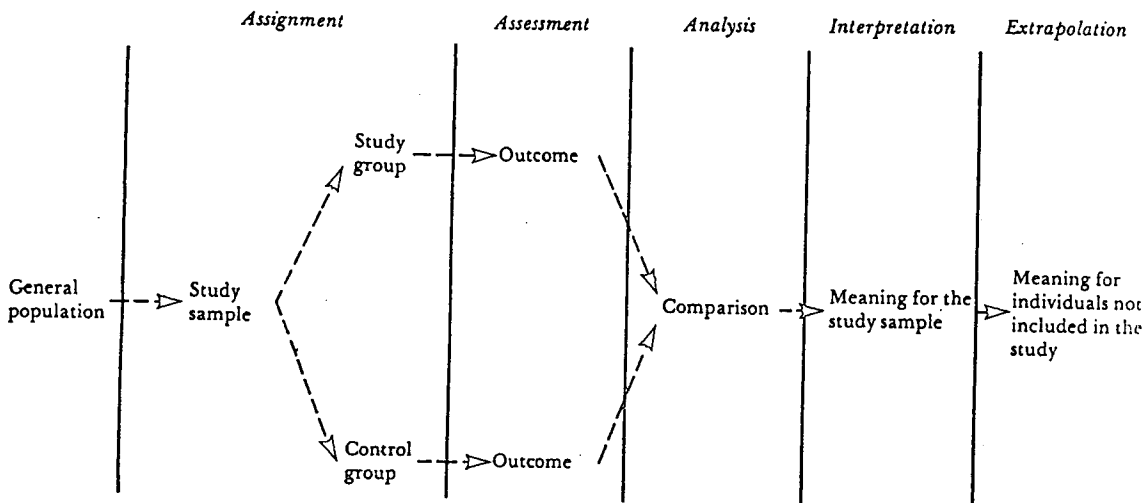 Assignment
Assessment
Analysis
Interpretation
Extrapolation
Study
group
Outcome
General
population
Study
sample
Comparison
Meaning for the
study sample
Meaning for
individuals not
included in the
study
Control
group
Outcome